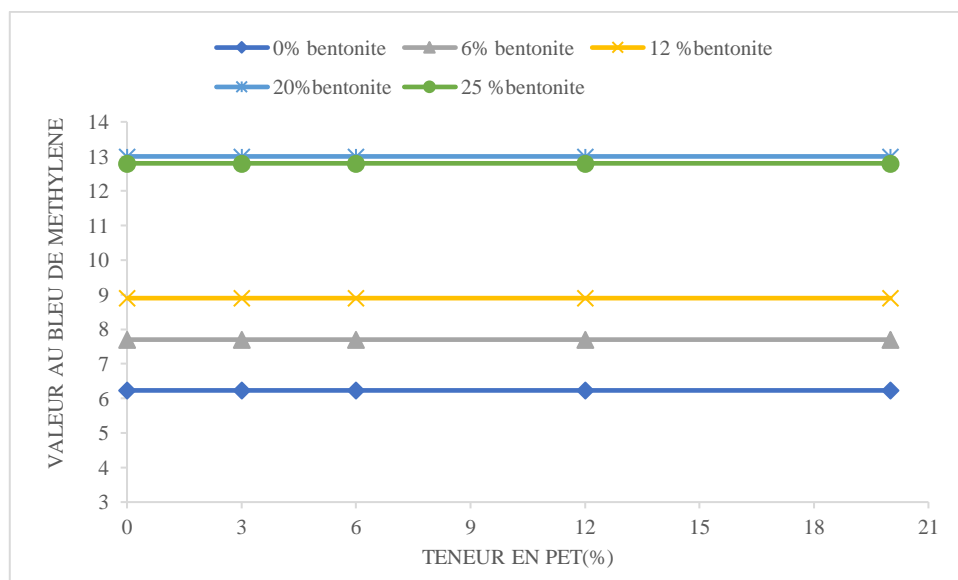 0% bentonite 6% bentonite 12 %bentonite
20%bentonite 25 %bentonite
VALEUR AU BLEU DE METHYLENE
14
13
12
11
10
9
8
7
6
5
4
3
0 3 6 9 12 15 18 21
TENEUR EN PET(%)